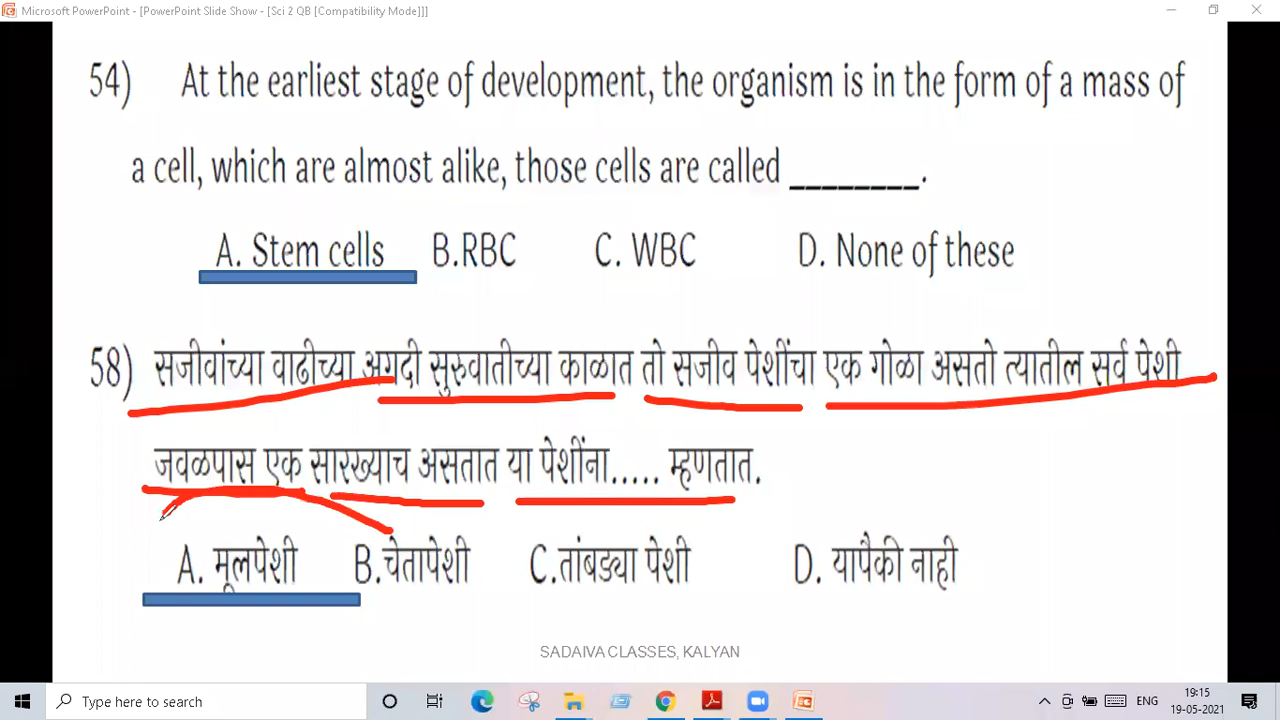 Microsoft PowerPoint - [PowerPoint Slide Show - [Sci 2 QB [Compatibility Mode]]]
54) At the earliest stage of development, the organism is in the form of a mass of
a cell, which are almost alike, those cells are called ________.
A. Stem cells B.RBC C. WBC D. None of these
58) सजीवांच्या वाढीच्या अगदी सुरुवातीच्या काळात तो सजीव पेशींचा एक गोळा असतो त्यातील सर्व पेशी
जवळपास एक सारख्याच असतात या पेशींना..... म्हणतात.
A. मूलपेशी B.चेतापेशी C.तांबड्या पेशी D. यापैकी नाही
SADAIVA CLASSES, KALYAN
Type here to search ENG 19:15
19-05-2021